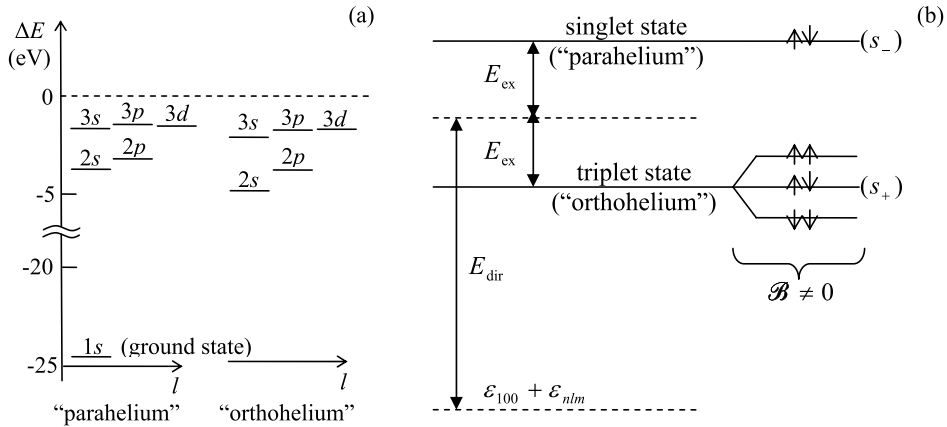 (a)
ΔE
(eV)
0
3s 3p 3d
2s 2p
3s 3p 3d
2s 2p
-5
-20
1s (ground state)
-25
l
l
“parahelium” “orthohelium”
(b)
singlet state
(“parahelium”)
↑↓ (s₋)
E_ex
E_ex
triplet state
(“orthohelium”)
↑↑
↑↓ (s₊)
↓↓
E_dir
ℬ ≠ 0
ε₁₀₀ + ε_nlm